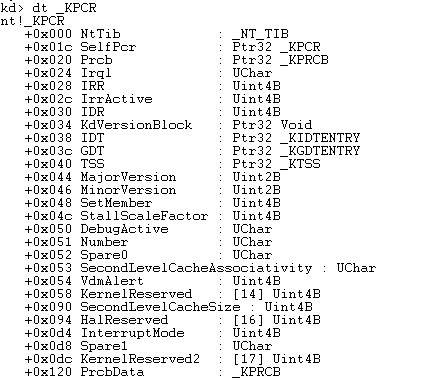 kd> dt _KPCR
nt!_KPCR
   +0x000 NtTib            : _NT_TIB
   +0x01c SelfPcr          : Ptr32 _KPCR
   +0x020 Prcb             : Ptr32 _KPRCB
   +0x024 Irql             : UChar
   +0x028 IRR              : Uint4B
   +0x02c IrrActive        : Uint4B
   +0x030 IDR              : Uint4B
   +0x034 KdVersionBlock   : Ptr32 Void
   +0x038 IDT              : Ptr32 _KIDTENTRY
   +0x03c GDT              : Ptr32 _KGDTENTRY
   +0x040 TSS              : Ptr32 _KTSS
   +0x044 MajorVersion     : Uint2B
   +0x046 MinorVersion     : Uint2B
   +0x048 SetMember        : Uint4B
   +0x04c StallScaleFactor : Uint4B
   +0x050 DebugActive      : UChar
   +0x051 Number           : UChar
   +0x052 Spare0           : UChar
   +0x053 SecondLevelCacheAssociativity : UChar
   +0x054 VdmAlert         : Uint4B
   +0x058 KernelReserved   : [14] Uint4B
   +0x090 SecondLevelCacheSize : Uint4B
   +0x094 HalReserved      : [16] Uint4B
   +0x0d4 InterruptMode    : Uint4B
   +0x0d8 Spare1           : UChar
   +0x0dc KernelReserved2  : [17] Uint4B
   +0x120 PrcbData         : _KPRCB